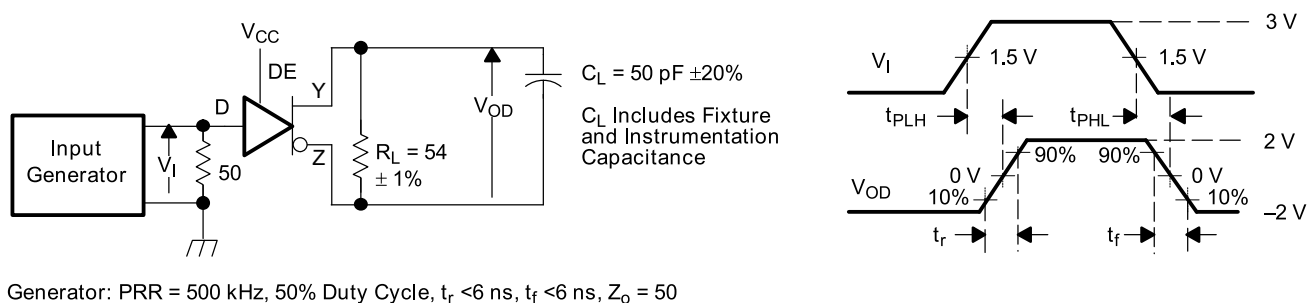 Input
Generator
V_I
50
D
V_CC
DE
Y
Z
R_L = 54
± 1%
V_OD
C_L = 50 pF ±20%
C_L Includes Fixture
and Instrumentation
Capacitance
V_I
3 V
1.5 V
1.5 V
t_PLH
t_PHL
V_OD
2 V
90%
90%
0 V
0 V
10%
10%
–2 V
t_r
t_f
Generator: PRR = 500 kHz, 50% Duty Cycle, t_r <6 ns, t_f <6 ns, Z_o = 50